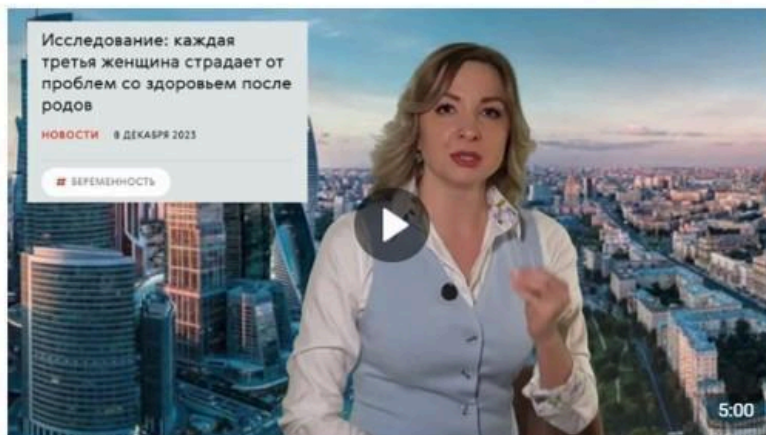 Исследование: каждая
третья женщина страдает от
проблем со здоровьем после
родов
НОВОСТИ 8 ДЕКАБРЯ 2023
# БЕРЕМЕННОСТЬ
5:00